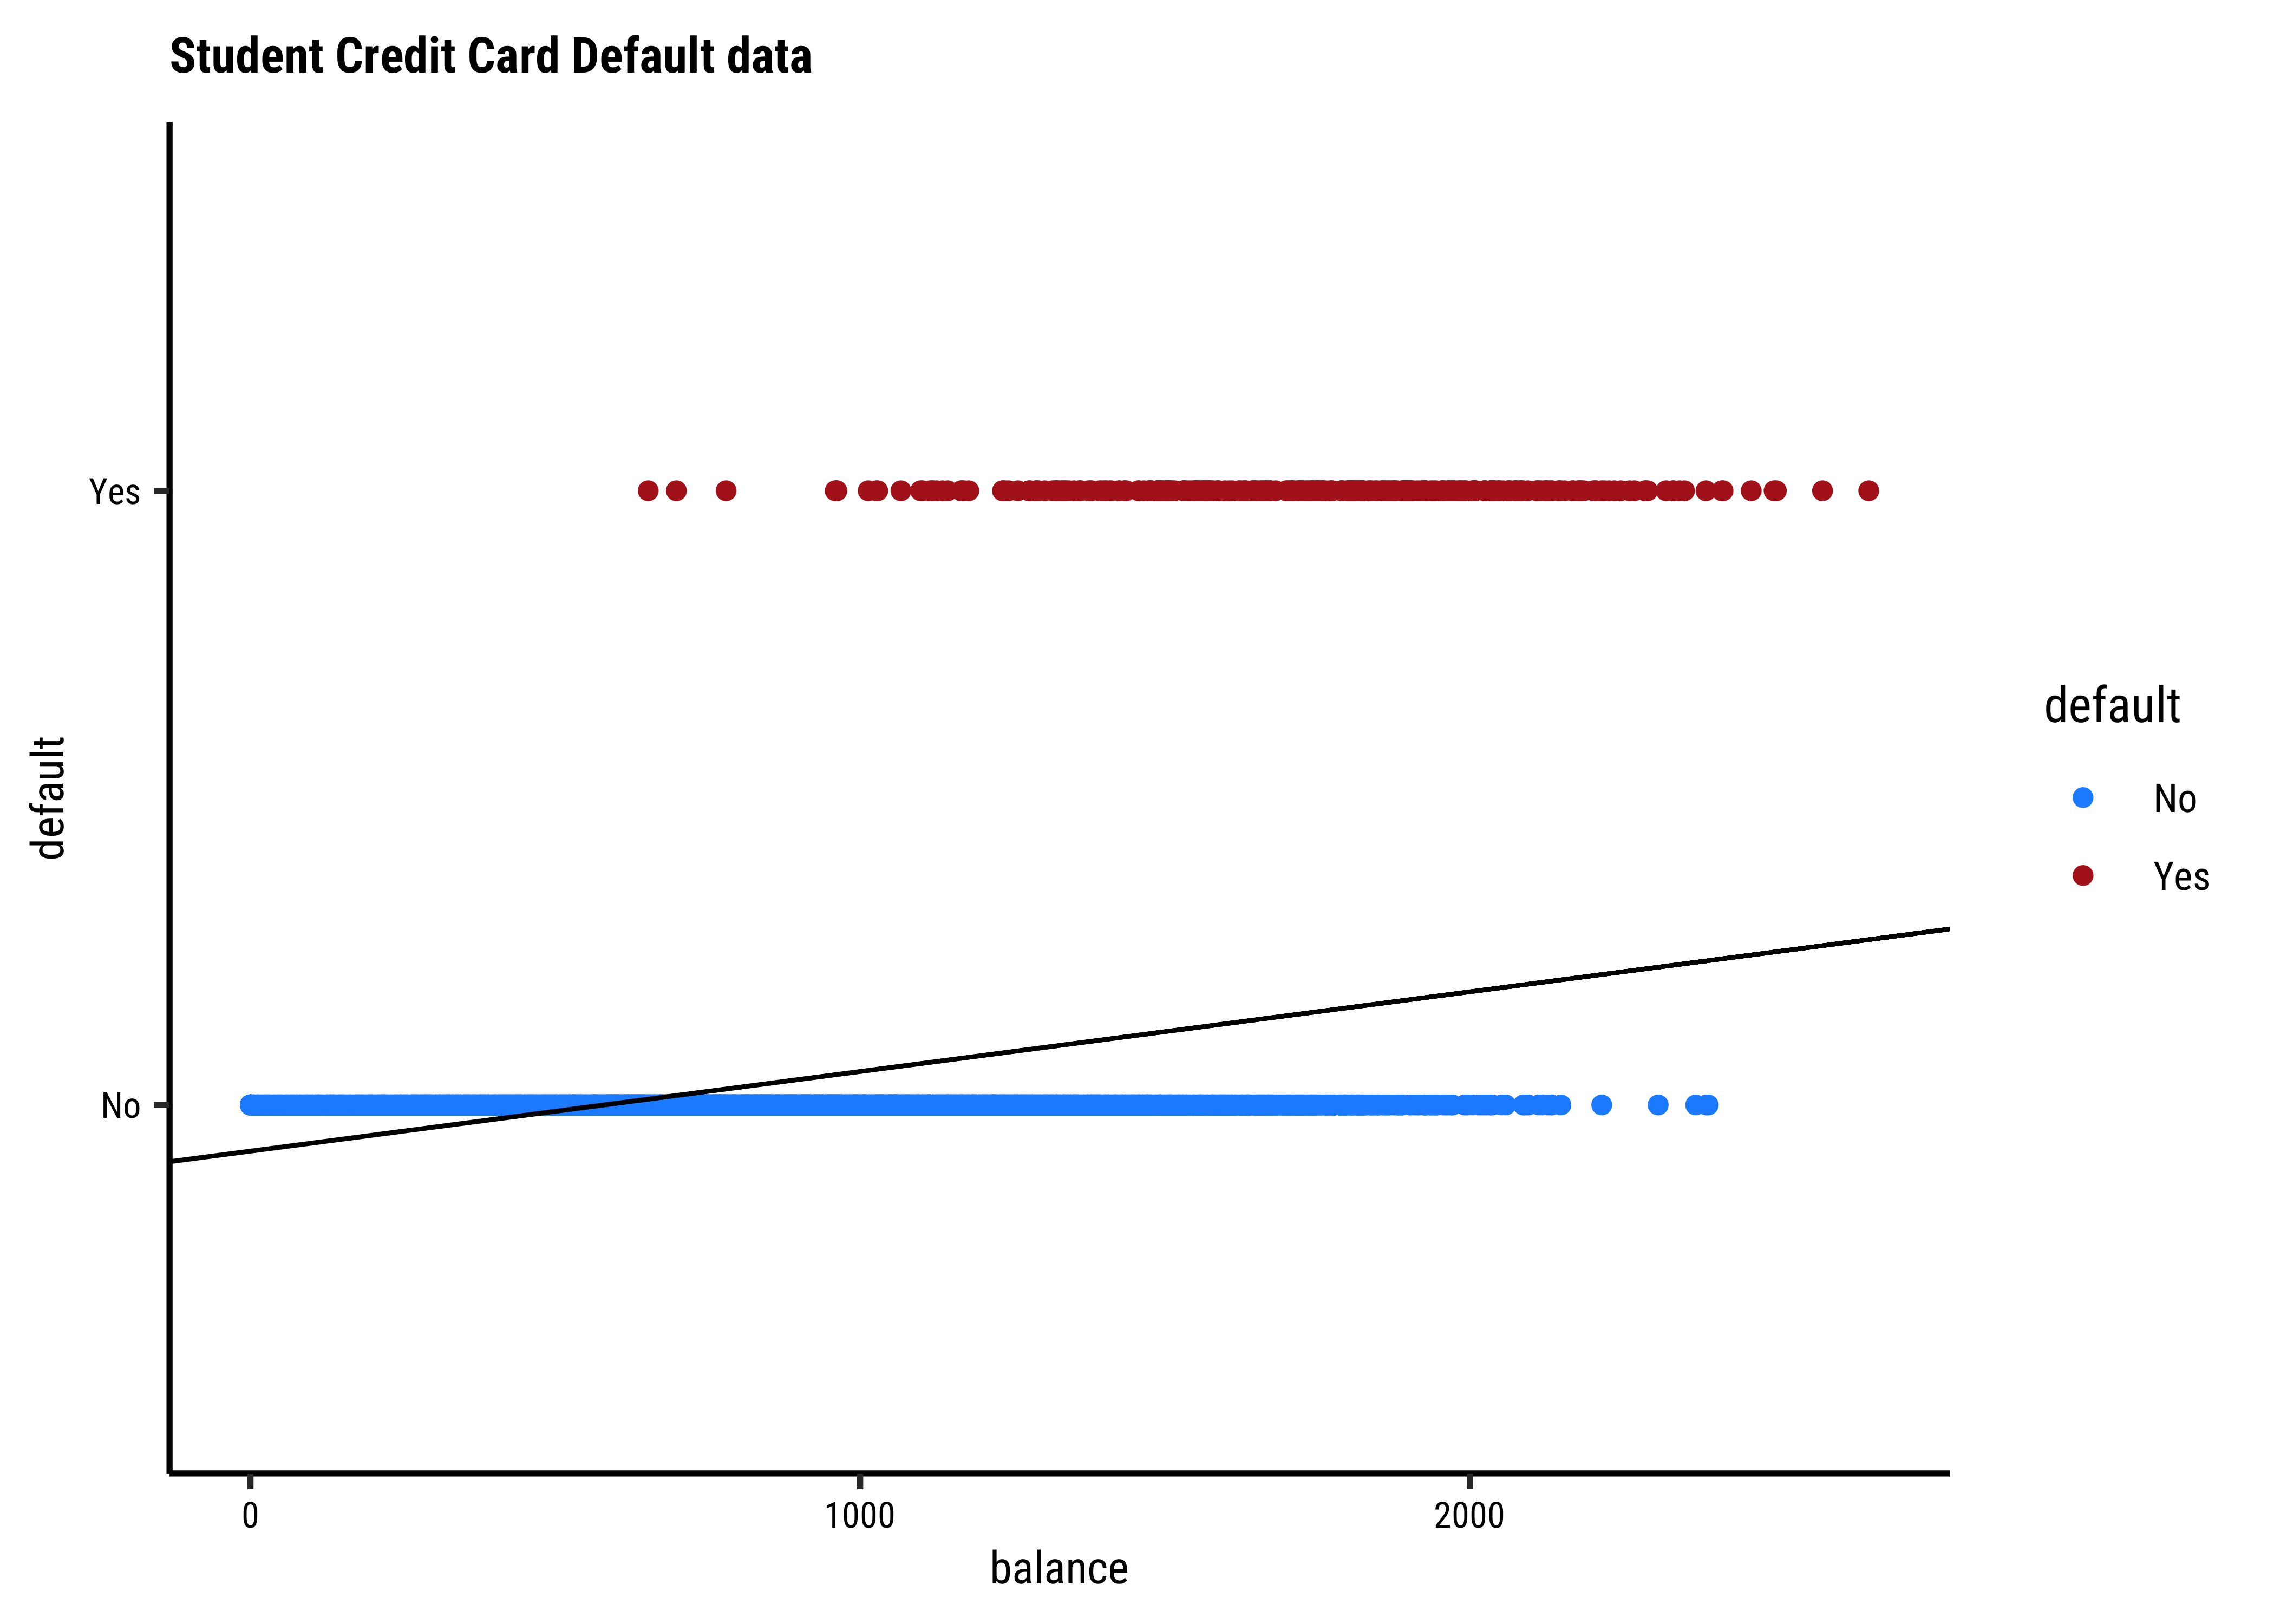 Student Credit Card Default data
default
Yes
No
0
1000
2000
balance
default
No
Yes